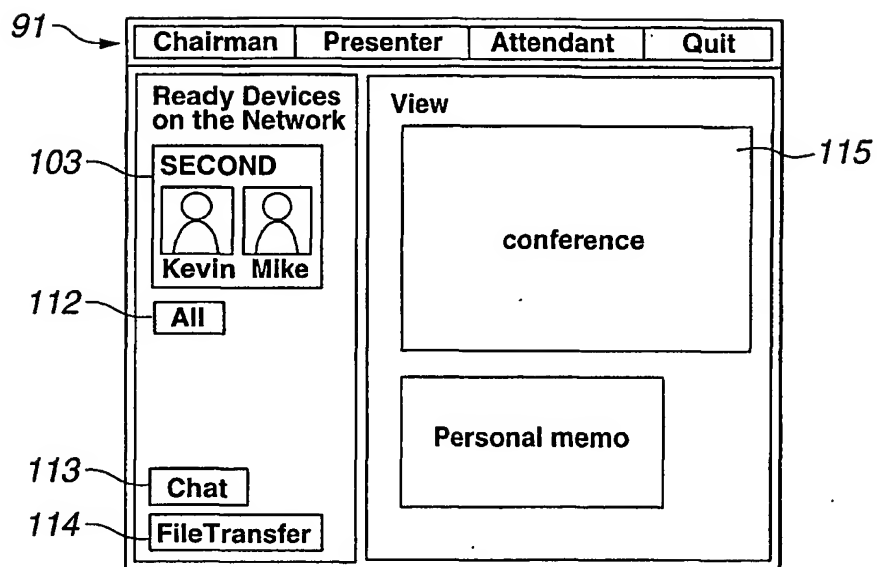 91
Chairman Presenter Attendant Quit
Ready Devices
on the Network
103
SECOND
Kevin Mike
112
All
113
Chat
114
FileTransfer
View
115
conference
Personal memo